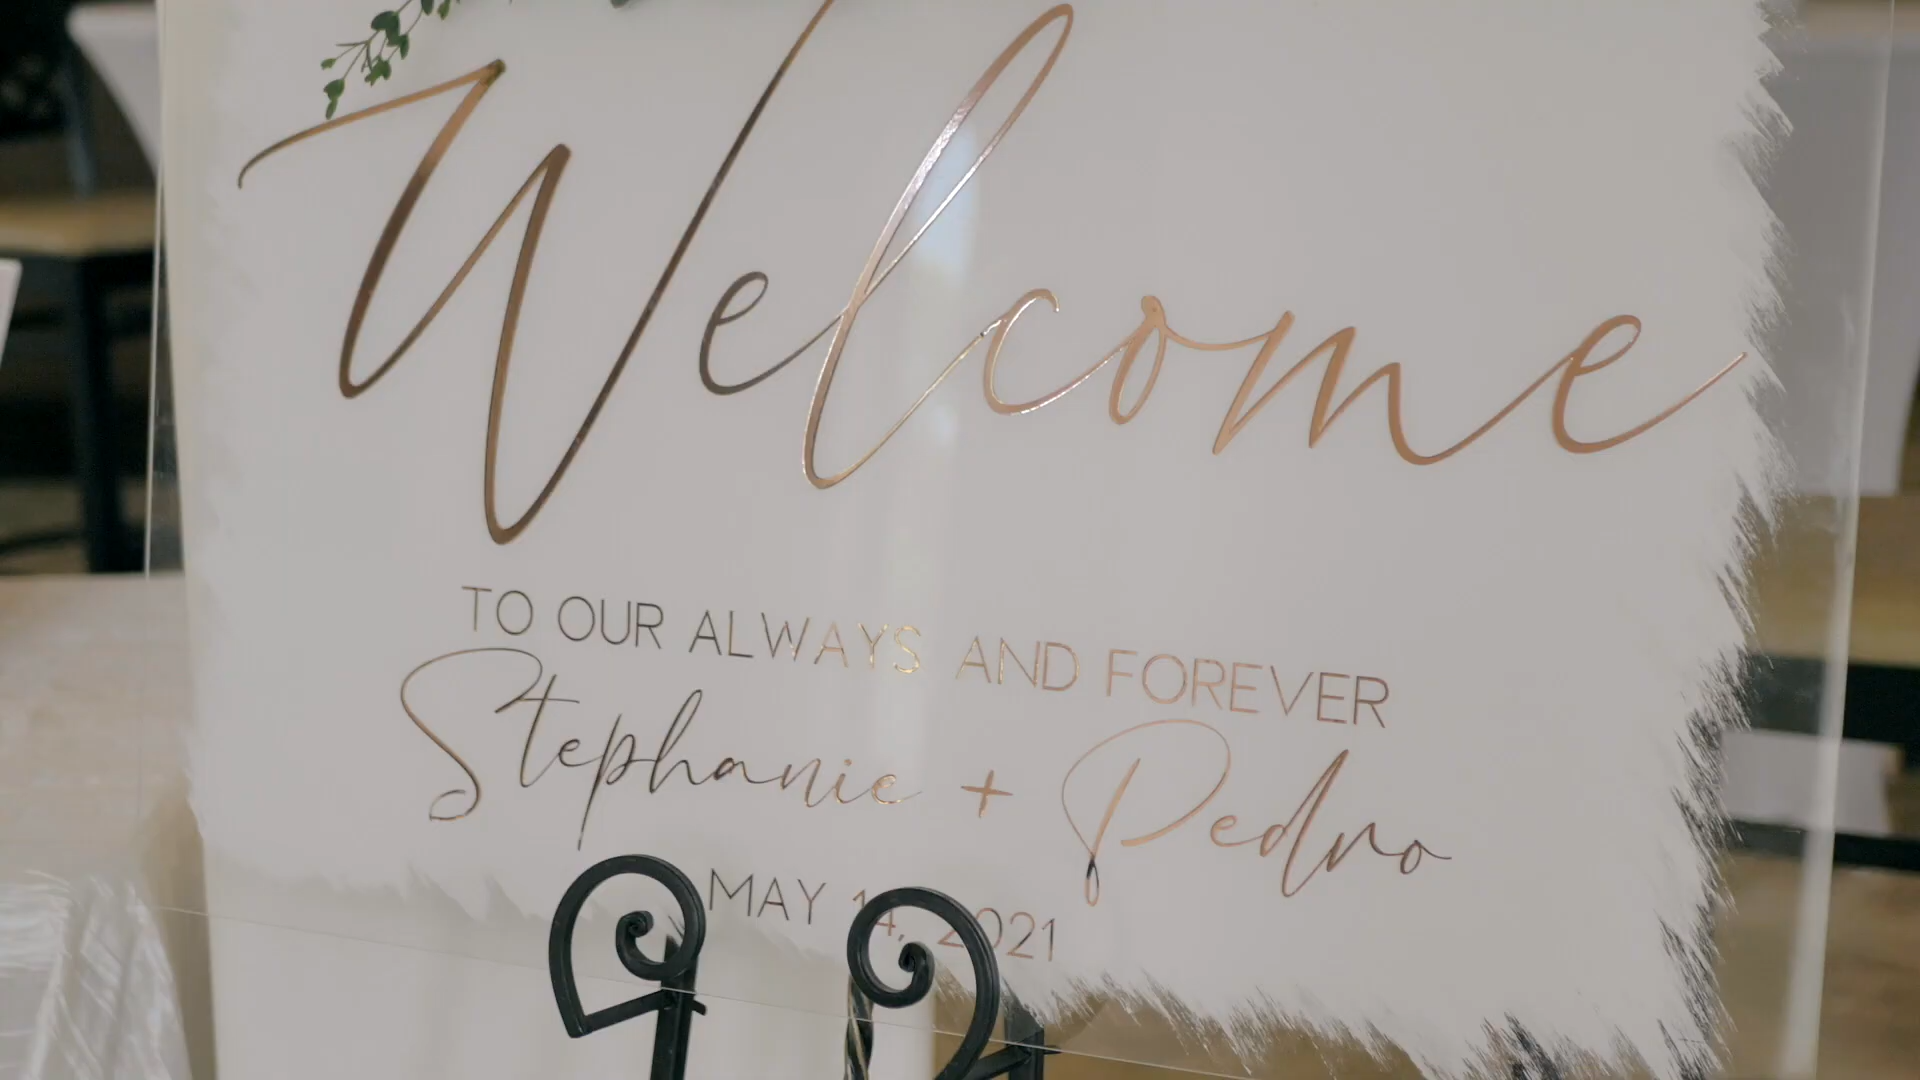 Welcome
TO OUR ALWAYS AND FOREVER
Stephanie + Pedro
MAY 14, 2021